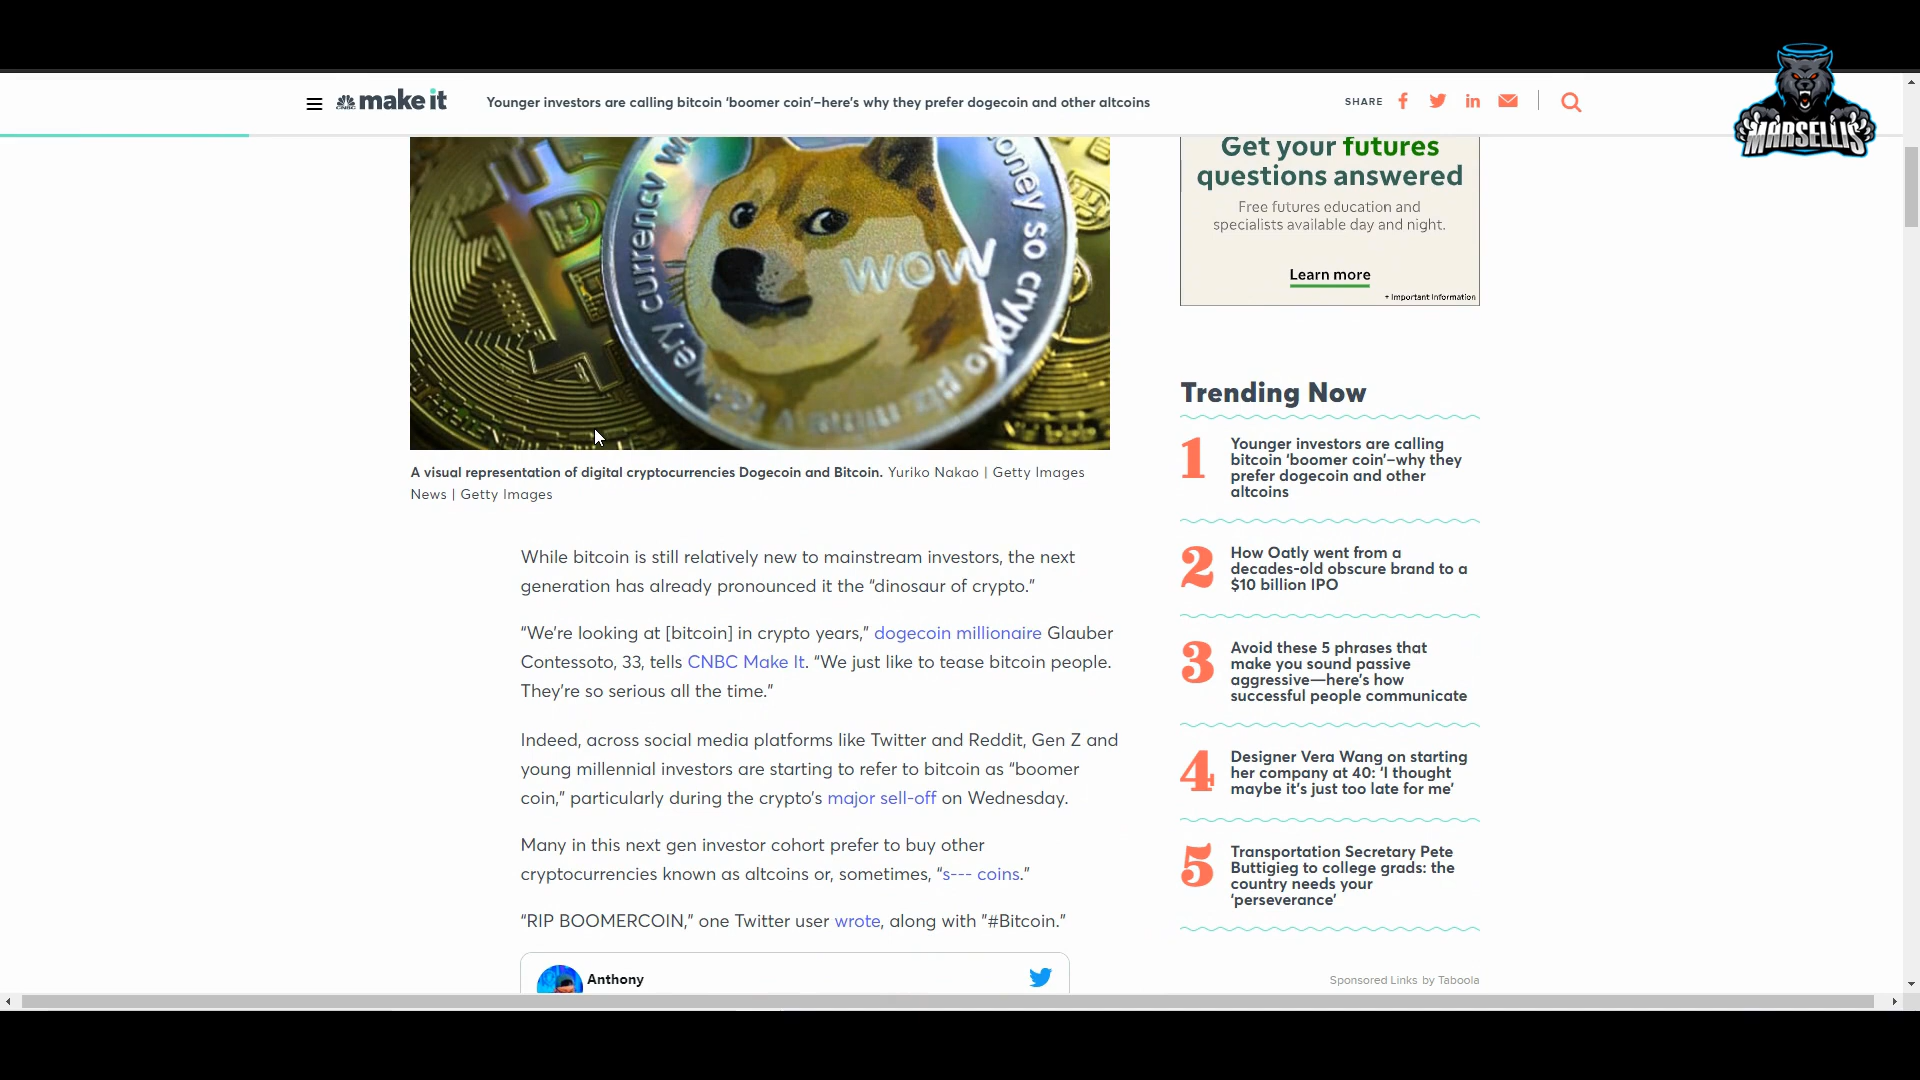 CNBC make it
Younger investors are calling bitcoin ‘boomer coin’–here’s why they prefer dogecoin and other altcoins
SHARE
MARSELLIS
very currency wo
WOW
oney so crypto
Get your futures
questions answered
Free futures education and
specialists available day and night.
Learn more
+ Important Information
A visual representation of digital cryptocurrencies Dogecoin and Bitcoin. Yuriko Nakao | Getty Images
News | Getty Images
While bitcoin is still relatively new to mainstream investors, the next
generation has already pronounced it the “dinosaur of crypto.”
“We’re looking at [bitcoin] in crypto years,” dogecoin millionaire Glauber
Contessoto, 33, tells CNBC Make It. “We just like to tease bitcoin people.
They’re so serious all the time.”
Indeed, across social media platforms like Twitter and Reddit, Gen Z and
young millennial investors are starting to refer to bitcoin as “boomer
coin,” particularly during the crypto’s major sell-off on Wednesday.
Many in this next gen investor cohort prefer to buy other
cryptocurrencies known as altcoins or, sometimes, “s--- coins.”
“RIP BOOMERCOIN,” one Twitter user wrote, along with "#Bitcoin.”
Anthony
Trending Now
1
Younger investors are calling
bitcoin ‘boomer coin’–why they
prefer dogecoin and other
altcoins
2
How Oatly went from a
decades-old obscure brand to a
$10 billion IPO
3
Avoid these 5 phrases that
make you sound passive
aggressive—here’s how
successful people communicate
4
Designer Vera Wang on starting
her company at 40: ‘I thought
maybe it’s just too late for me’
5
Transportation Secretary Pete
Buttigieg to college grads: the
country needs your
‘perseverance’
Sponsored Links by Taboola